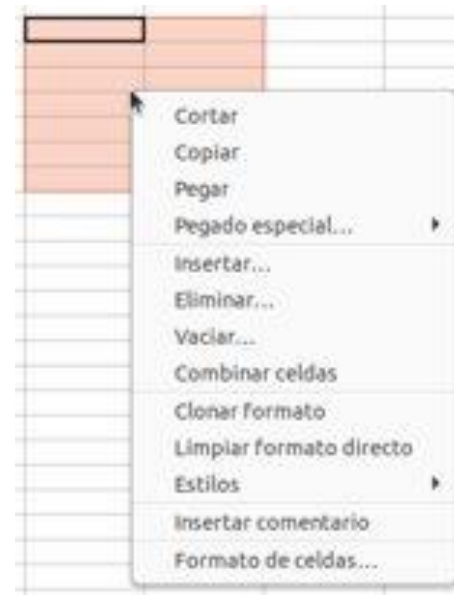 Cortar
Copiar
Pegar
Pegado especial...
Insertar...
Eliminar...
Vaciar...
Combinar celdas
Clonar formato
Limpiar formato directo
Estilos
Insertar comentario
Formato de celdas...